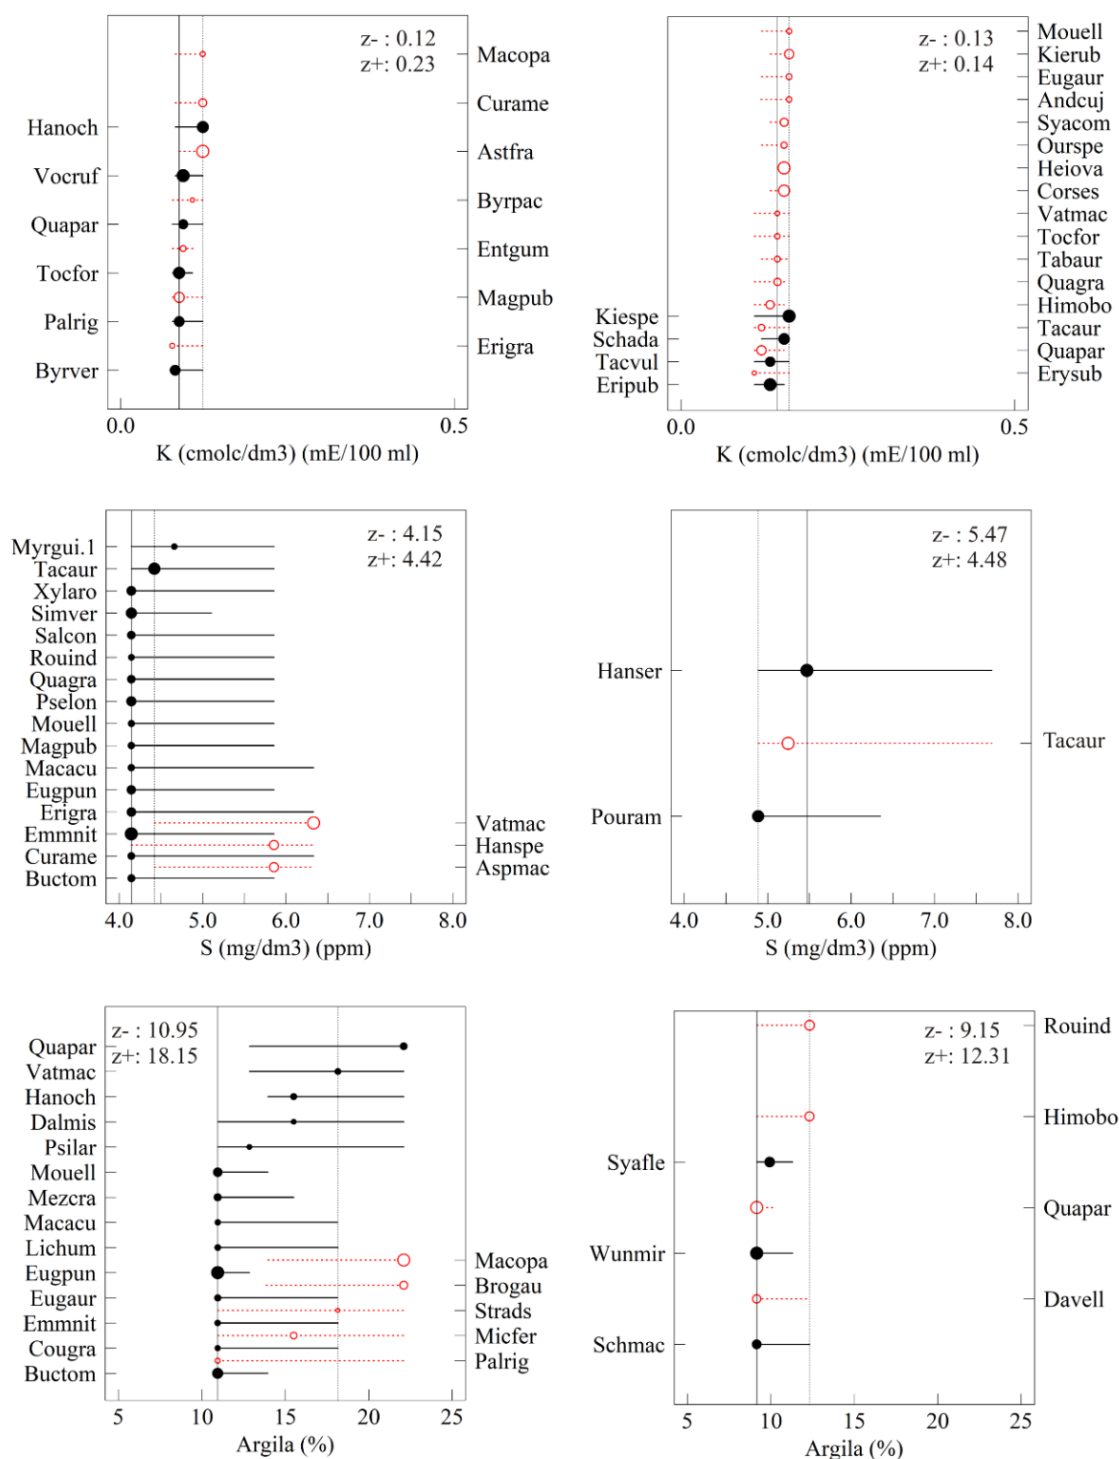 z- : 0.12
z+: 0.23
Macopa
Curame
Hanoch
Astfra
Vocruf
Byrpac
Quapar
Entgum
Tocfor
Magpub
Palrig
Erigra
Byrver
0.0 0.5
K (cmolc/dm3) (mE/100 ml)
z- : 0.13
z+: 0.14
Mouell
Kierub
Eugaur
Andcuj
Syacom
Ourspe
Heiova
Corses
Vatmac
Tocfor
Tabaur
Quagra
Himobo
Kiespe
Tacaur
Schada
Quapar
Tacvul
Erysub
Eripub
0.0 0.5
K (cmolc/dm3) (mE/100 ml)
z- : 4.15
z+: 4.42
Myrgui.1
Tacaur
Xylaro
Simver
Salcon
Rouind
Quagra
Pselon
Mouell
Magpub
Macacu
Eugpun
Erigra
Vatmac
Emmnit
Hanspe
Curame
Aspmac
Buctom
4.0 5.0 6.0 7.0 8.0
S (mg/dm3) (ppm)
z- : 5.47
z+: 4.48
Hanser
Tacaur
Pouram
4.0 5.0 6.0 7.0 8.0
S (mg/dm3) (ppm)
z- : 10.95
z+: 18.15
Quapar
Vatmac
Hanoch
Dalmis
Psilar
Mouell
Mezcra
Macacu
Lichum
Macopa
Eugpun
Brogau
Eugaur
Strads
Emmnit
Micfer
Cougra
Palrig
Buctom
5 10 15 20 25
Argila (%)
z- : 9.15
z+: 12.31
Rouind
Himobo
Syafle
Quapar
Wunmir
Davell
Schmac
5 10 15 20 25
Argila (%)